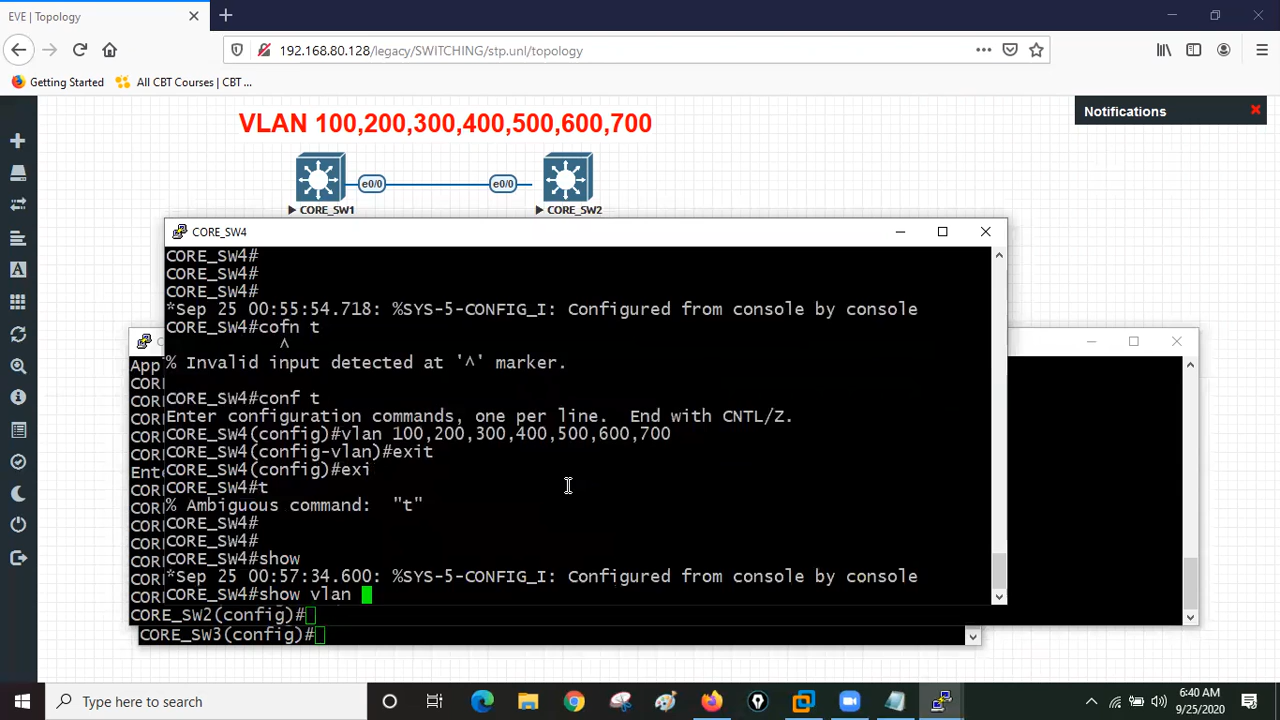 EVE | Topology
192.168.80.128/legacy/SWITCHING/stp.unl/topology
Getting Started
All CBT Courses | CBT ...
VLAN 100,200,300,400,500,600,700
Notifications
e0/0
e0/0
CORE_SW1
CORE_SW2
CORE_SW4
CORE_SW4#
CORE_SW4#
CORE_SW4#
*Sep 25 00:55:54.718: %SYS-5-CONFIG_I: Configured from console by console
CORE_SW4#cofn t
^
% Invalid input detected at '^' marker.
CORE_SW4#conf t
Enter configuration commands, one per line.  End with CNTL/Z.
CORE_SW4(config)#vlan 100,200,300,400,500,600,700
CORE_SW4(config-vlan)#exit
CORE_SW4(config)#exi
CORE_SW4#t
% Ambiguous command:  "t"
CORE_SW4#
CORE_SW4#
CORE_SW4#show
*Sep 25 00:57:34.600: %SYS-5-CONFIG_I: Configured from console by console
CORE_SW4#show vlan
CORE_SW2(config)#
CORE_SW3(config)#
Type here to search
6:40 AM
9/25/2020